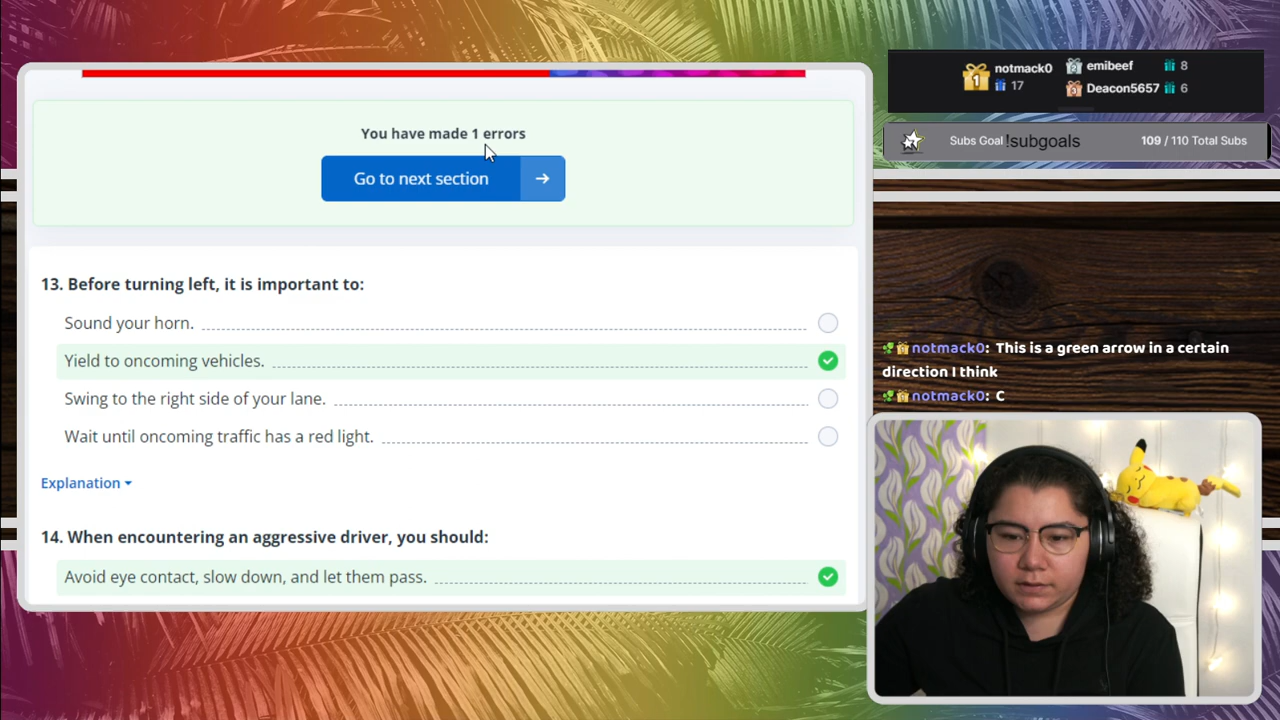 You have made 1 errors
Go to next section
13. Before turning left, it is important to:
Sound your horn.
Yield to oncoming vehicles.
Swing to the right side of your lane.
Wait until oncoming traffic has a red light.
Explanation
14. When encountering an aggressive driver, you should:
Avoid eye contact, slow down, and let them pass.
1
notmack0
17
2
emibeef
8
3
Deacon5657
6
Subs Goal !subgoals 109 / 110 Total Subs
notmack0: This is a green arrow in a certain
direction I think
notmack0: C